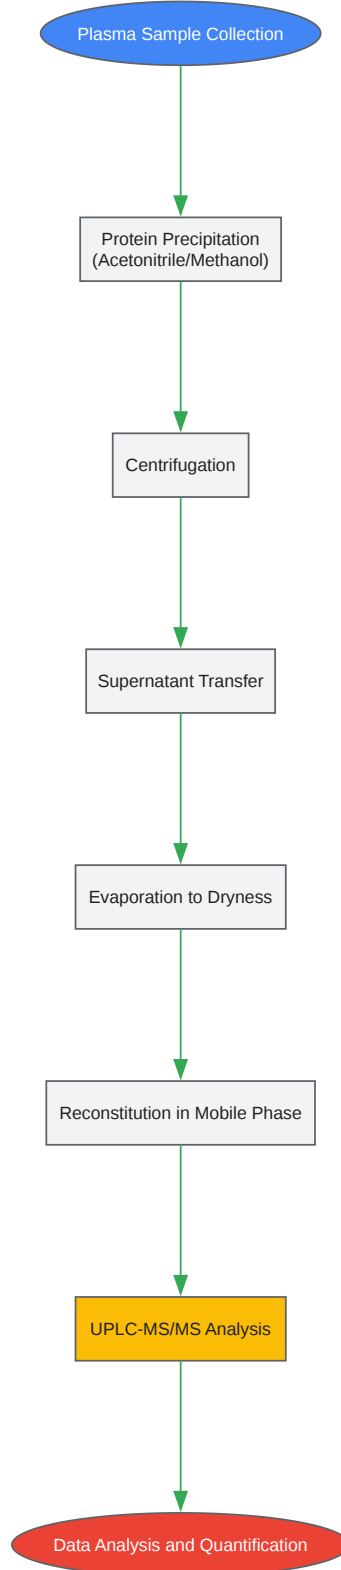 Plasma Sample Collection
Protein Precipitation
(Acetonitrile/Methanol)
Centrifugation
Supernatant Transfer
Evaporation to Dryness
Reconstitution in Mobile Phase
UPLC-MS/MS Analysis
Data Analysis and Quantification